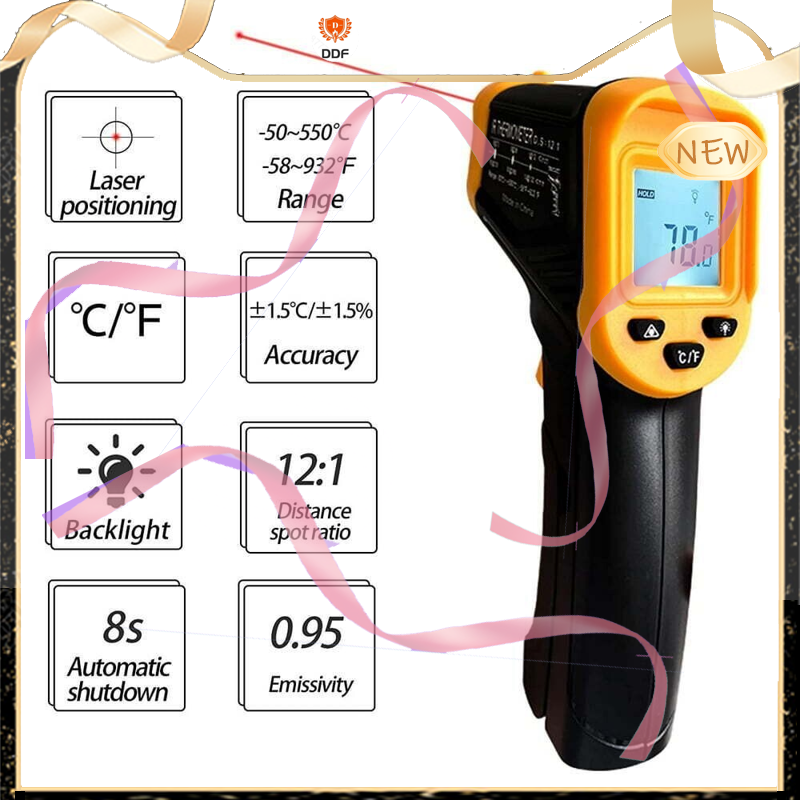 DDF
NEW
Laser
positioning
-50~550°C
-58~932°F
Range
°C/°F
±1.5°C/±1.5%
Accuracy
Backlight
12:1
Distance
spot ratio
8s
Automatic
shutdown
0.95
Emissivity
IR THERMOMETER
D:S=12:1
Made in China
HOLD
°F
78.0
°C/°F